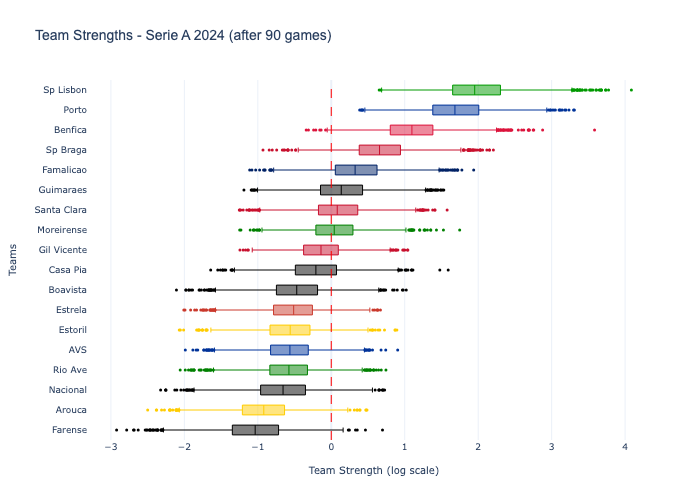 Team Strengths - Serie A 2024 (after 90 games)
Sp Lisbon
Porto
Benfica
Sp Braga
Famalicao
Guimaraes
Santa Clara
Moreirense
Gil Vicente
Casa Pia
Boavista
Estrela
Estoril
AVS
Rio Ave
Nacional
Arouca
Farense
Teams
−3 −2 −1 0 1 2 3 4
Team Strength (log scale)